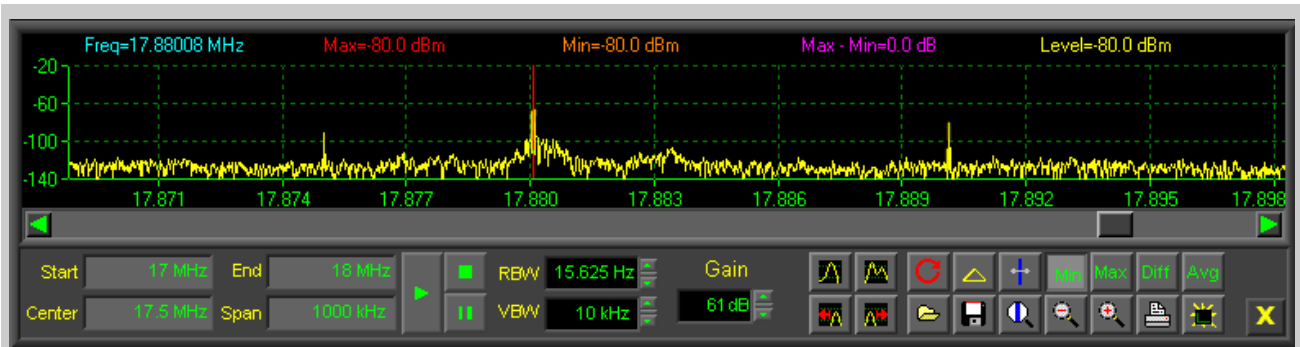 Freq=17.88008 MHz Max=-80.0 dBm Min=-80.0 dBm Max - Min=0.0 dB Level=-80.0 dBm
-20
-60
-100
-140
17.871 17.874 17.877 17.880 17.883 17.886 17.889 17.892 17.895 17.898
Start 17 MHz End 18 MHz RBW 15.625 Hz Gain Min Max Diff Avg
Center 17.5 MHz Span 1000 kHz VBW 10 kHz 61 dB X